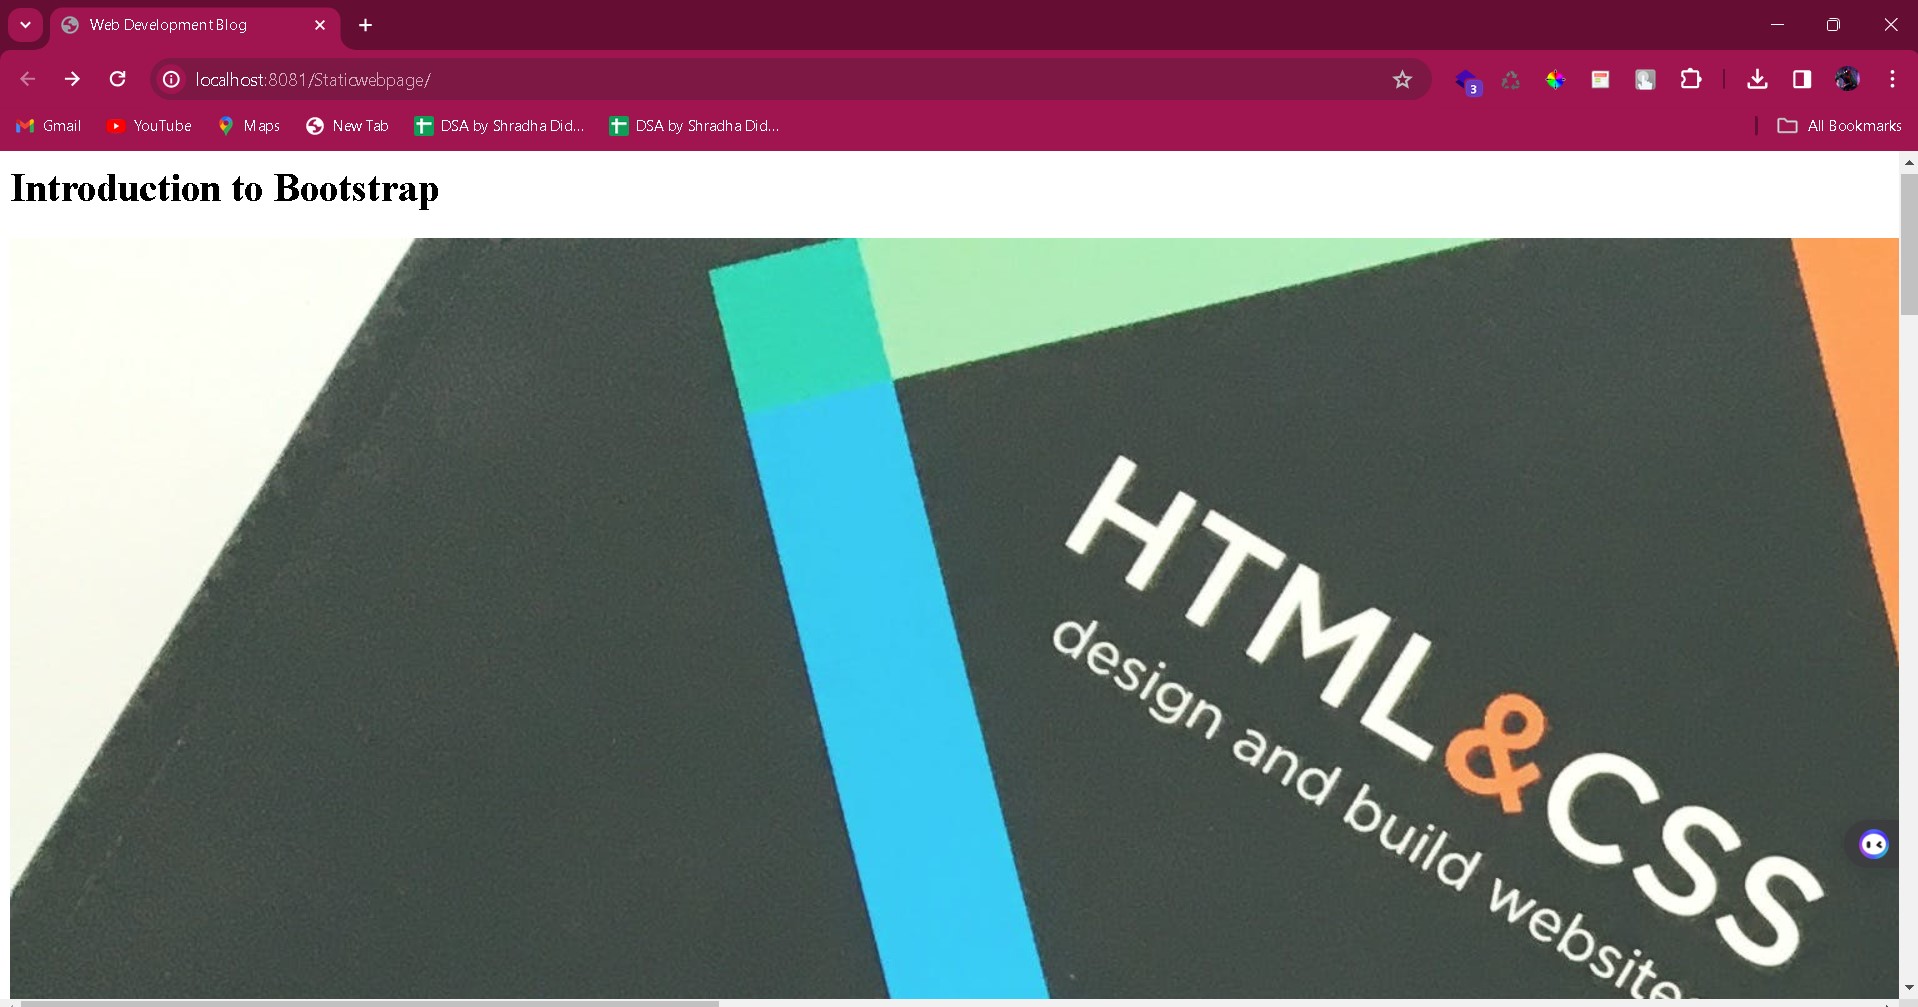 Web Development Blog
localhost:8081/Staticwebpage/
3
Gmail YouTube Maps New Tab DSA by Shradha Did... DSA by Shradha Did... All Bookmarks
Introduction to Bootstrap
HTML&CSS
design and build website